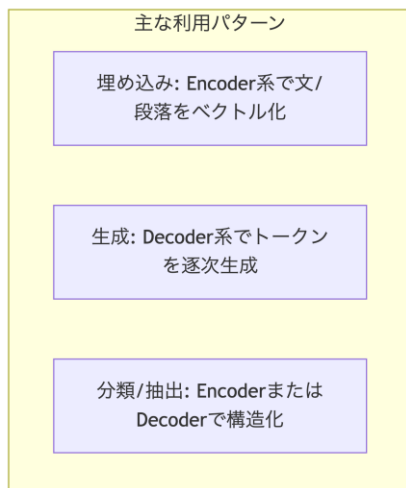 主な利用パターン
埋め込み: Encoder系で文/
段落をベクトル化
生成: Decoder系でトークン
を逐次生成
分類/抽出: Encoderまたは
Decoderで構造化